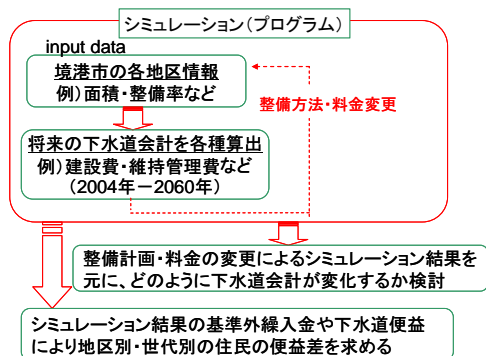 シミュレーション(プログラム)
input data
境港市の各地区情報
例)面積・整備率など
整備方法・料金変更
将来の下水道会計を各種算出
例)建設費・維持管理費など
(2004年-2060年)
整備計画・料金の変更によるシミュレーション結果を
元に、どのように下水道会計が変化するか検討
シミュレーション結果の基準外繰入金や下水道便益
により地区別・世代別の住民の便益差を求める